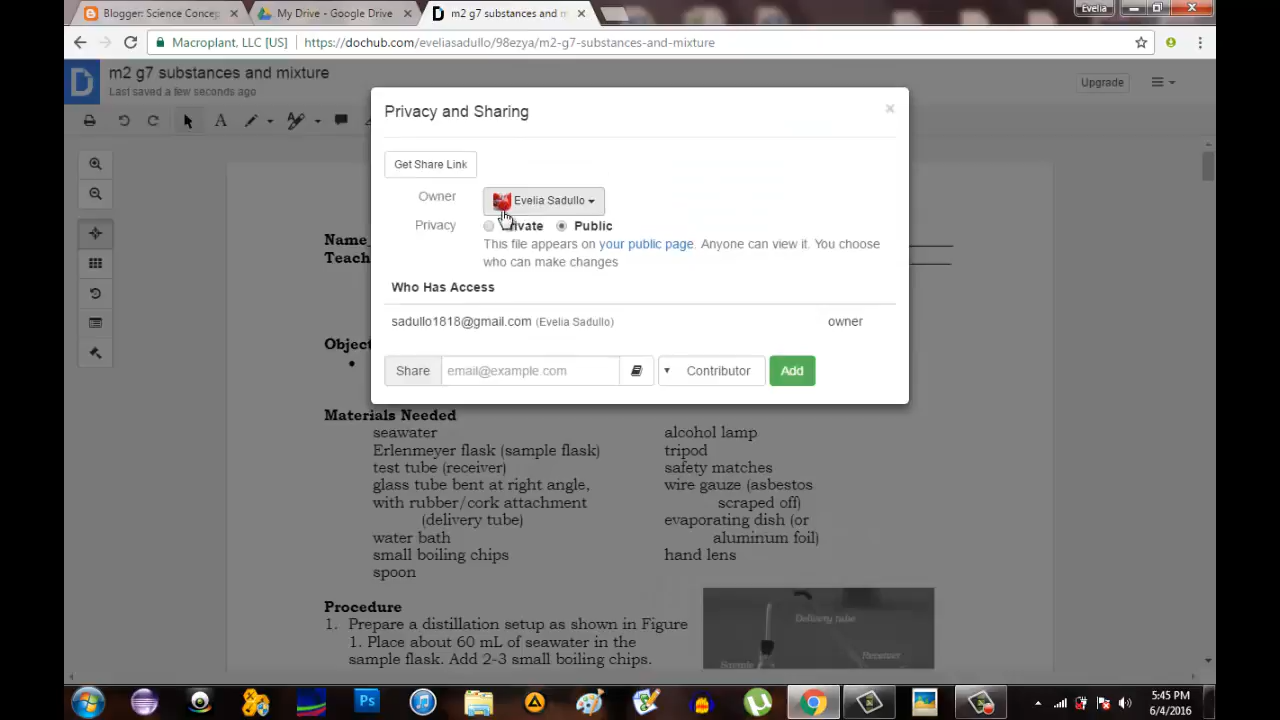 Blogger: Science Concep
My Drive - Google Drive
m2 g7 substances and m
Evelia
Macroplant, LLC [US]
https://dochub.com/eveliasadullo/98ezya/m2-g7-substances-and-mixture
m2 g7 substances and mixture
Last saved a few seconds ago
Upgrade
Privacy and Sharing
Get Share Link
Owner
Evelia Sadullo
Privacy
Private
Public
This file appears on your public page. Anyone can view it. You choose
who can make changes
Who Has Access
sadullo1818@gmail.com (Evelia Sadullo)
owner
Share
email@example.com
Contributor
Add
Name_
Teach
Object
Materials Needed
seawater
Erlenmeyer flask (sample flask)
test tube (receiver)
glass tube bent at right angle,
with rubber/cork attachment
(delivery tube)
water bath
small boiling chips
spoon
alcohol lamp
tripod
safety matches
wire gauze (asbestos
scraped off)
evaporating dish (or
aluminum foil)
hand lens
Procedure
1. Prepare a distillation setup as shown in Figure
1. Place about 60 mL of seawater in the
sample flask. Add 2-3 small boiling chips.
Delivery tube
Receiver
Sample
5:45 PM
6/4/2016